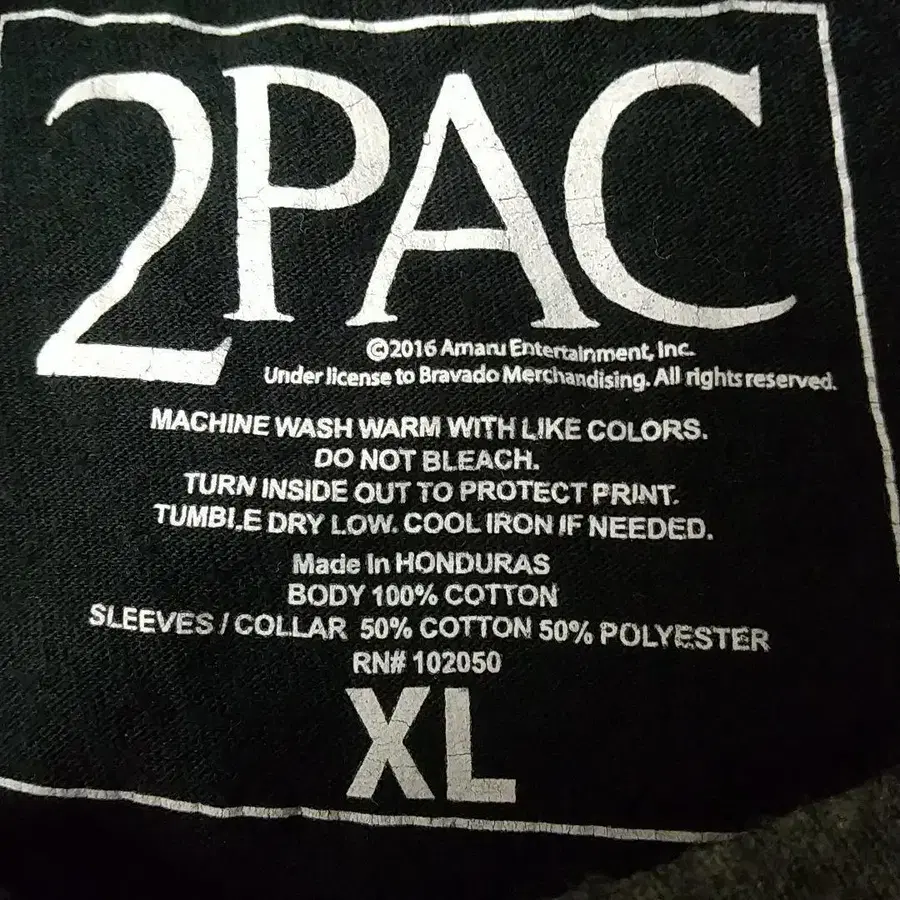 2PAC
©2016 Amaru Entertainment, Inc.
Under license to Bravado Merchandising. All rights reserved.
MACHINE WASH WARM WITH LIKE COLORS.
DO NOT BLEACH.
TURN INSIDE OUT TO PROTECT PRINT.
TUMBLE DRY LOW. COOL IRON IF NEEDED.
Made In HONDURAS
BODY 100% COTTON
SLEEVES / COLLAR 50% COTTON 50% POLYESTER
RN# 102050
XL